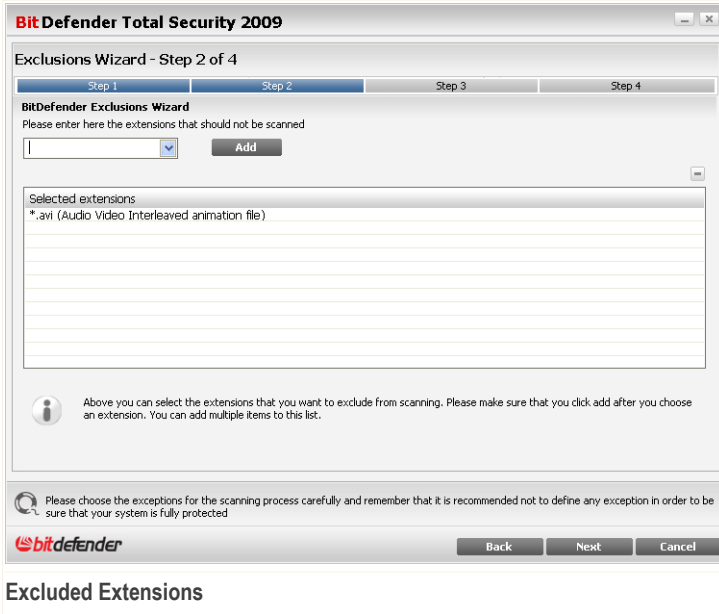 BitDefender Total Security 2009
Exclusions Wizard - Step 2 of 4
Step 1 Step 2 Step 3 Step 4
BitDefender Exclusions Wizard
Please enter here the extensions that should not be scanned
Add
Selected extensions
*.avi (Audio Video Interleaved animation file)
Above you can select the extensions that you want to exclude from scanning. Please make sure that you click add after you choose
an extension. You can add multiple items to this list.
Please choose the exceptions for the scanning process carefully and remember that it is recommended not to define any exception in order to be
sure that your system is fully protected
bitdefender
Back Next Cancel
Excluded Extensions